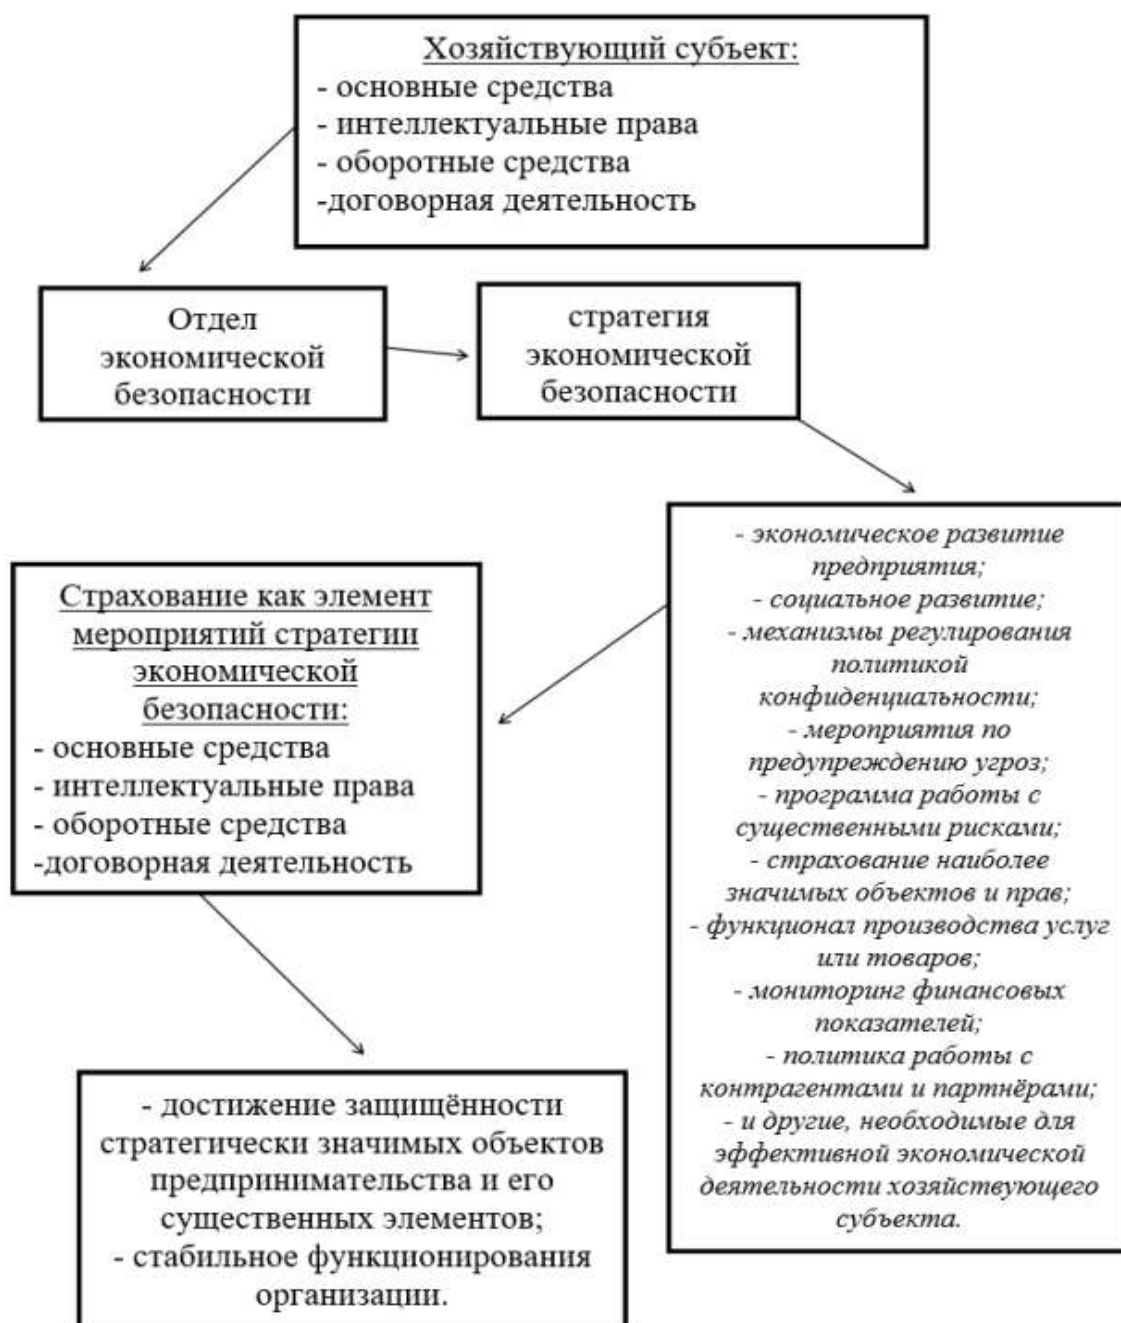 Хозяйствующий субъект:
- основные средства
- интеллектуальные права
- оборотные средства
-договорная деятельность
Отдел
экономической
безопасности
стратегия
экономической
безопасности
- экономическое развитие
предприятия;
- социальное развитие;
- механизмы регулирования
политикой
конфиденциальности;
- мероприятия по
предупреждению угроз;
- программа работы с
существенными рисками;
- страхование наиболее
значимых объектов и прав;
- функционал производства услуг
или товаров;
- мониторинг финансовых
показателей;
- политика работы с
контрагентами и партнёрами;
- и другие, необходимые для
эффективной экономической
деятельности хозяйствующего
субъекта.
Страхование как элемент
мероприятий стратегии
экономической
безопасности:
- основные средства
- интеллектуальные права
- оборотные средства
-договорная деятельность
- достижение защищённости
стратегически значимых объектов
предпринимательства и его
существенных элементов;
- стабильное функционирования
организации.